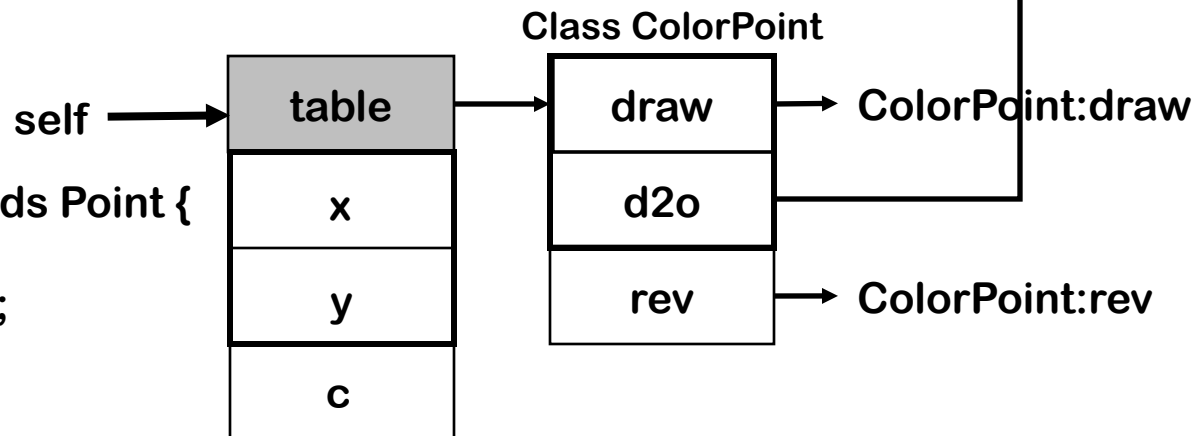 Class ColorPoint
self table draw ColorPoint:draw
ds Point { x d2o
; y rev ColorPoint:rev
c